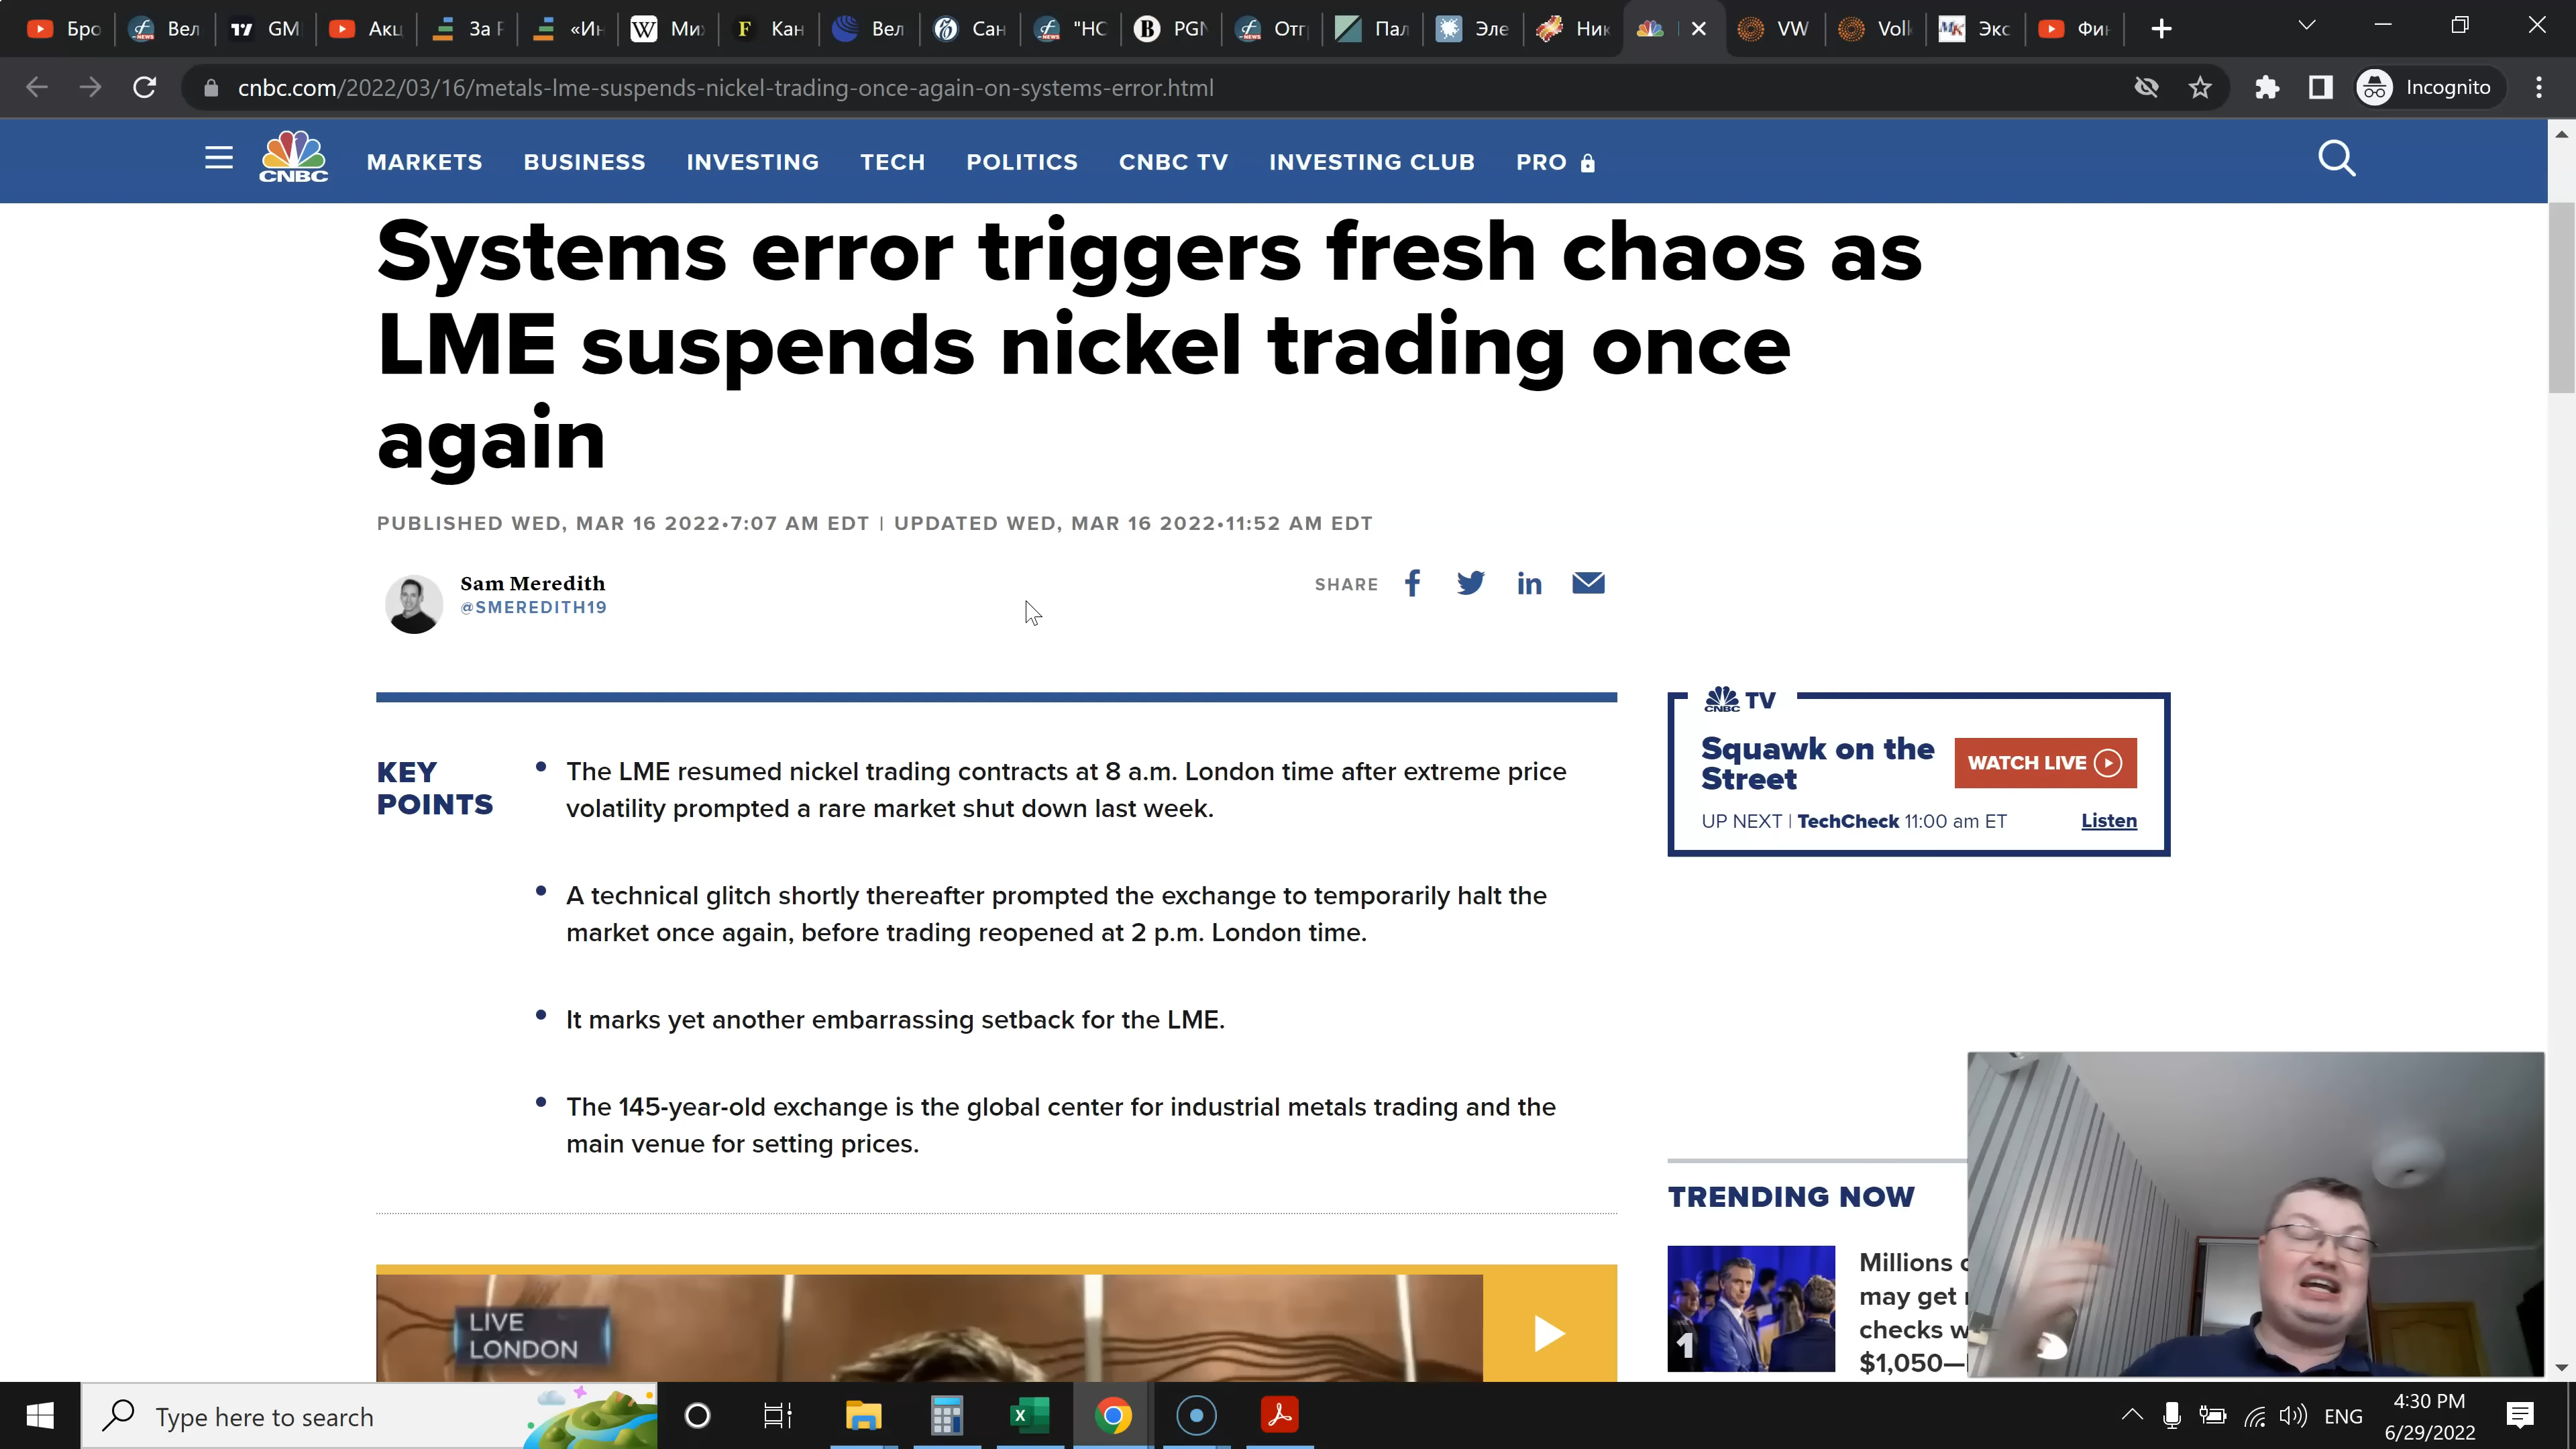 Бро
Вел
GM
Акц
За
«Ин
Ми
Кан
Вел
Сан
"НО
PGN
Отг
Пал
Эле
Ник
VW
Volk
Экс
Фин
cnbc.com/2022/03/16/metals-lme-suspends-nickel-trading-once-again-on-systems-error.html
Incognito
CNBC
MARKETS
BUSINESS
INVESTING
TECH
POLITICS
CNBC TV
INVESTING CLUB
PRO
Systems error triggers fresh chaos as
LME suspends nickel trading once
again
PUBLISHED WED, MAR 16 2022•7:07 AM EDT | UPDATED WED, MAR 16 2022•11:52 AM EDT
Sam Meredith
@SMEREDITH19
SHARE
KEY
POINTS
• The LME resumed nickel trading contracts at 8 a.m. London time after extreme price
volatility prompted a rare market shut down last week.
• A technical glitch shortly thereafter prompted the exchange to temporarily halt the
market once again, before trading reopened at 2 p.m. London time.
• It marks yet another embarrassing setback for the LME.
• The 145-year-old exchange is the global center for industrial metals trading and the
main venue for setting prices.
CNBC TV
Squawk on the
Street
WATCH LIVE
UP NEXT | TechCheck 11:00 am ET
Listen
TRENDING NOW
1
Millions
may get
checks
$1,050—
LIVE
LONDON
Type here to search
ENG
4:30 PM
6/29/2022